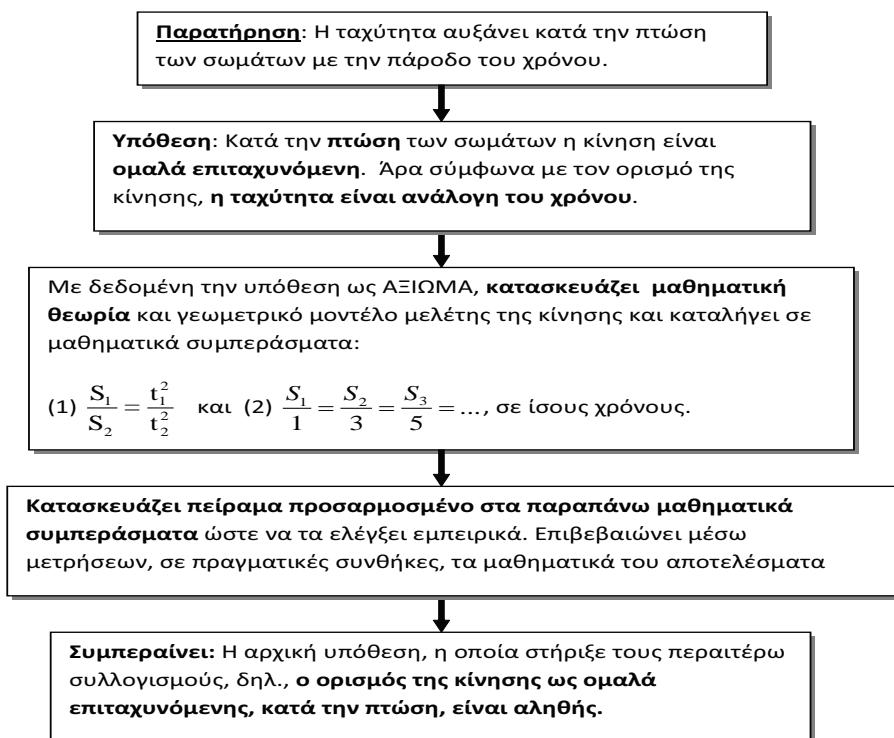 Παρατήρηση: Η ταχύτητα αυξάνει κατά την πτώση
των σωμάτων με την πάροδο του χρόνου.
Υπόθεση: Κατά την πτώση των σωμάτων η κίνηση είναι
ομαλά επιταχυνόμενη. Άρα σύμφωνα με τον ορισμό της
κίνησης, η ταχύτητα είναι ανάλογη του χρόνου.
Με δεδομένη την υπόθεση ως ΑΞΙΩΜΑ, κατασκευάζει μαθηματική
θεωρία και γεωμετρικό μοντέλο μελέτης της κίνησης και καταλήγει σε
μαθηματικά συμπεράσματα:
(1) S₁/S₂ = t₁²/t₂² και (2) S₁/1 = S₂/3 = S₃/5 = ..., σε ίσους χρόνους.
Κατασκευάζει πείραμα προσαρμοσμένο στα παραπάνω μαθηματικά
συμπεράσματα ώστε να τα ελέγξει εμπειρικά. Επιβεβαιώνει μέσω
μετρήσεων, σε πραγματικές συνθήκες, τα μαθηματικά του αποτελέσματα
Συμπεραίνει: Η αρχική υπόθεση, η οποία στήριξε τους περαιτέρω
συλλογισμούς, δηλ., ο ορισμός της κίνησης ως ομαλά
επιταχυνόμενης, κατά την πτώση, είναι αληθής.